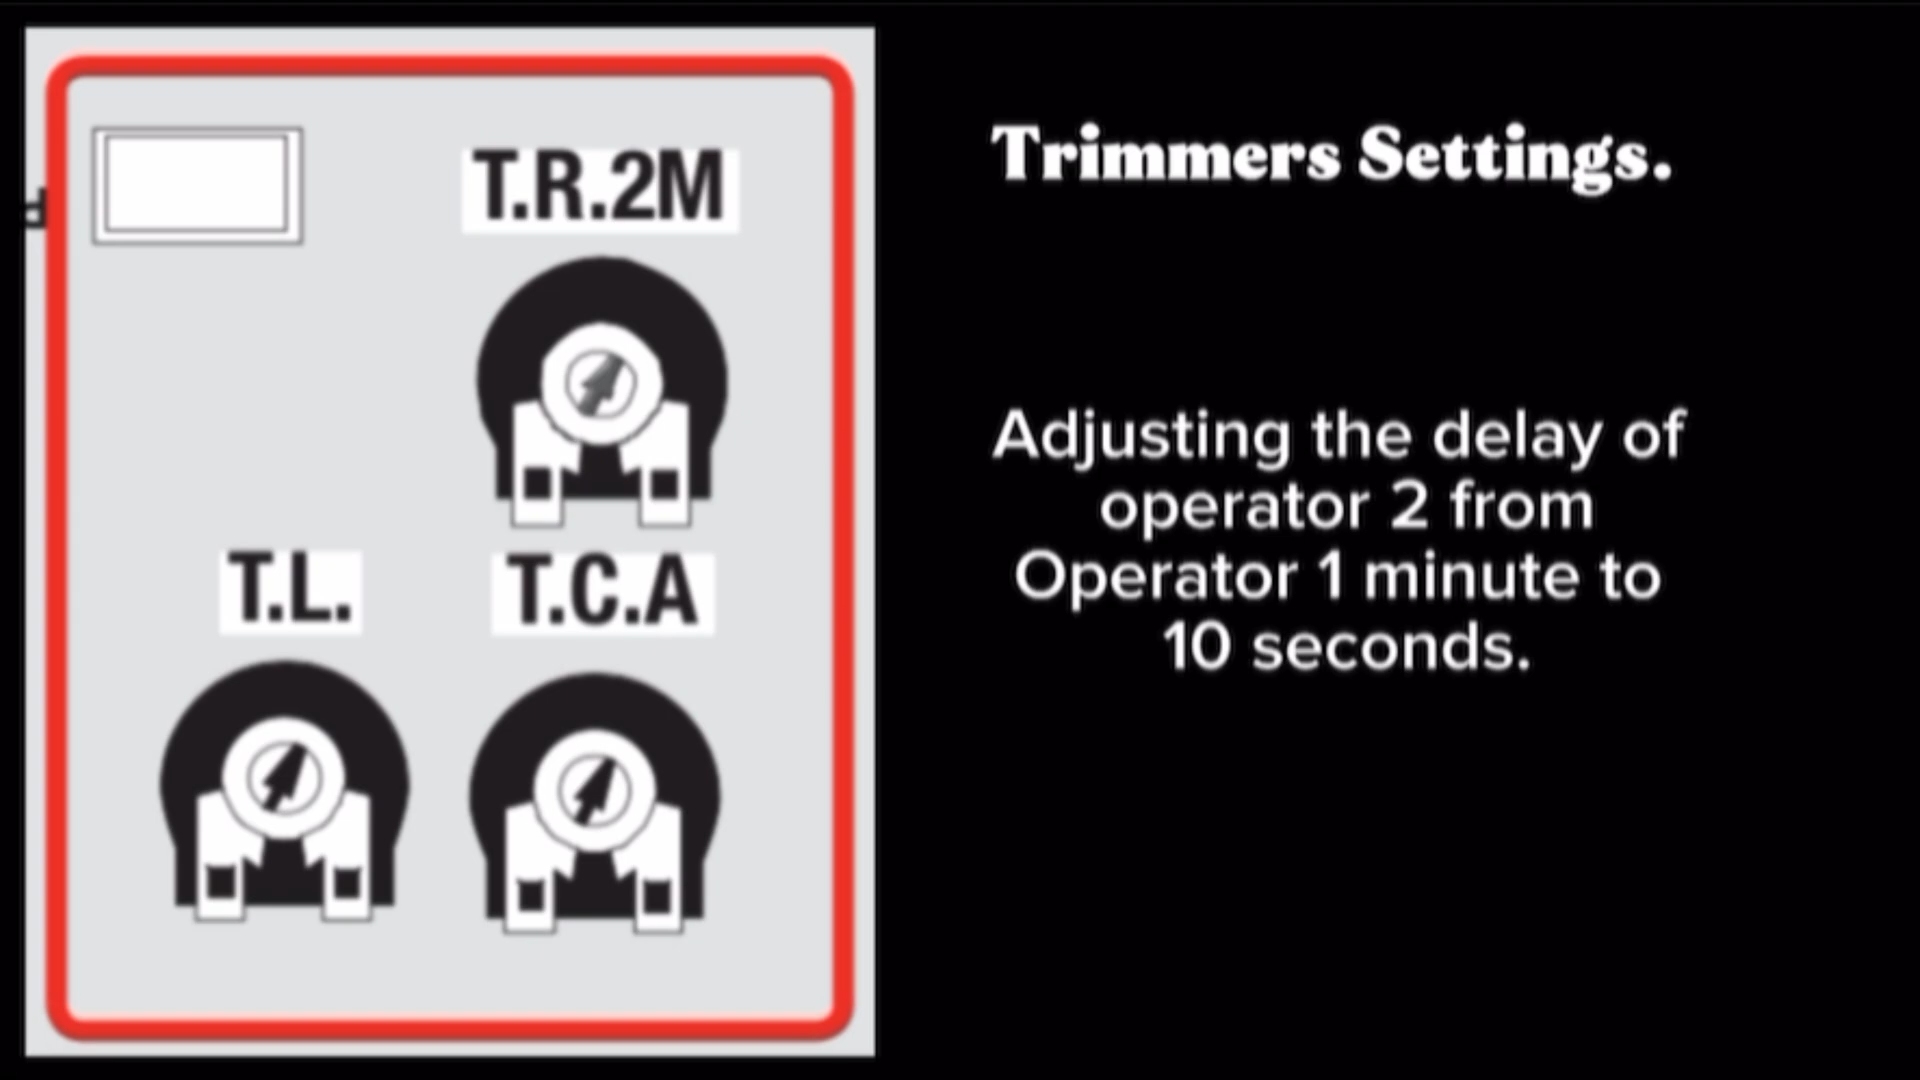 T.R.2M
T.L.
T.C.A
Trimmers Settings.
Adjusting the delay of
operator 2 from
Operator 1 minute to
10 seconds.